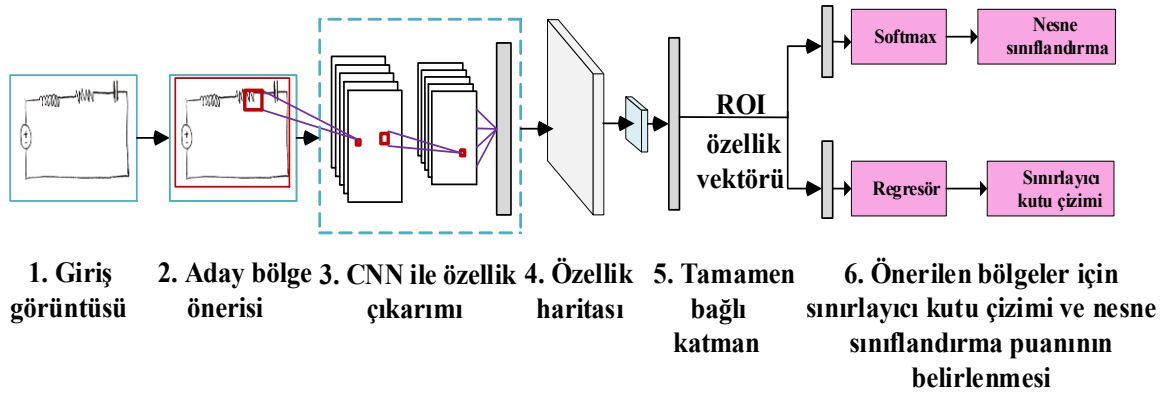 Softmax
Nesne
sınıflandırma
ROI
özellik
vektörü
Regresör
Sınırlayıcı
kutu çizimi
1. Giriş
görüntüsü
2. Aday bölge
önerisi
3. CNN ile özellik
çıkarımı
4. Özellik
haritası
5. Tamamen
bağlı
katman
6. Önerilen bölgeler için
sınırlayıcı kutu çizimi ve nesne
sınıflandırma puanının
belirlenmesi